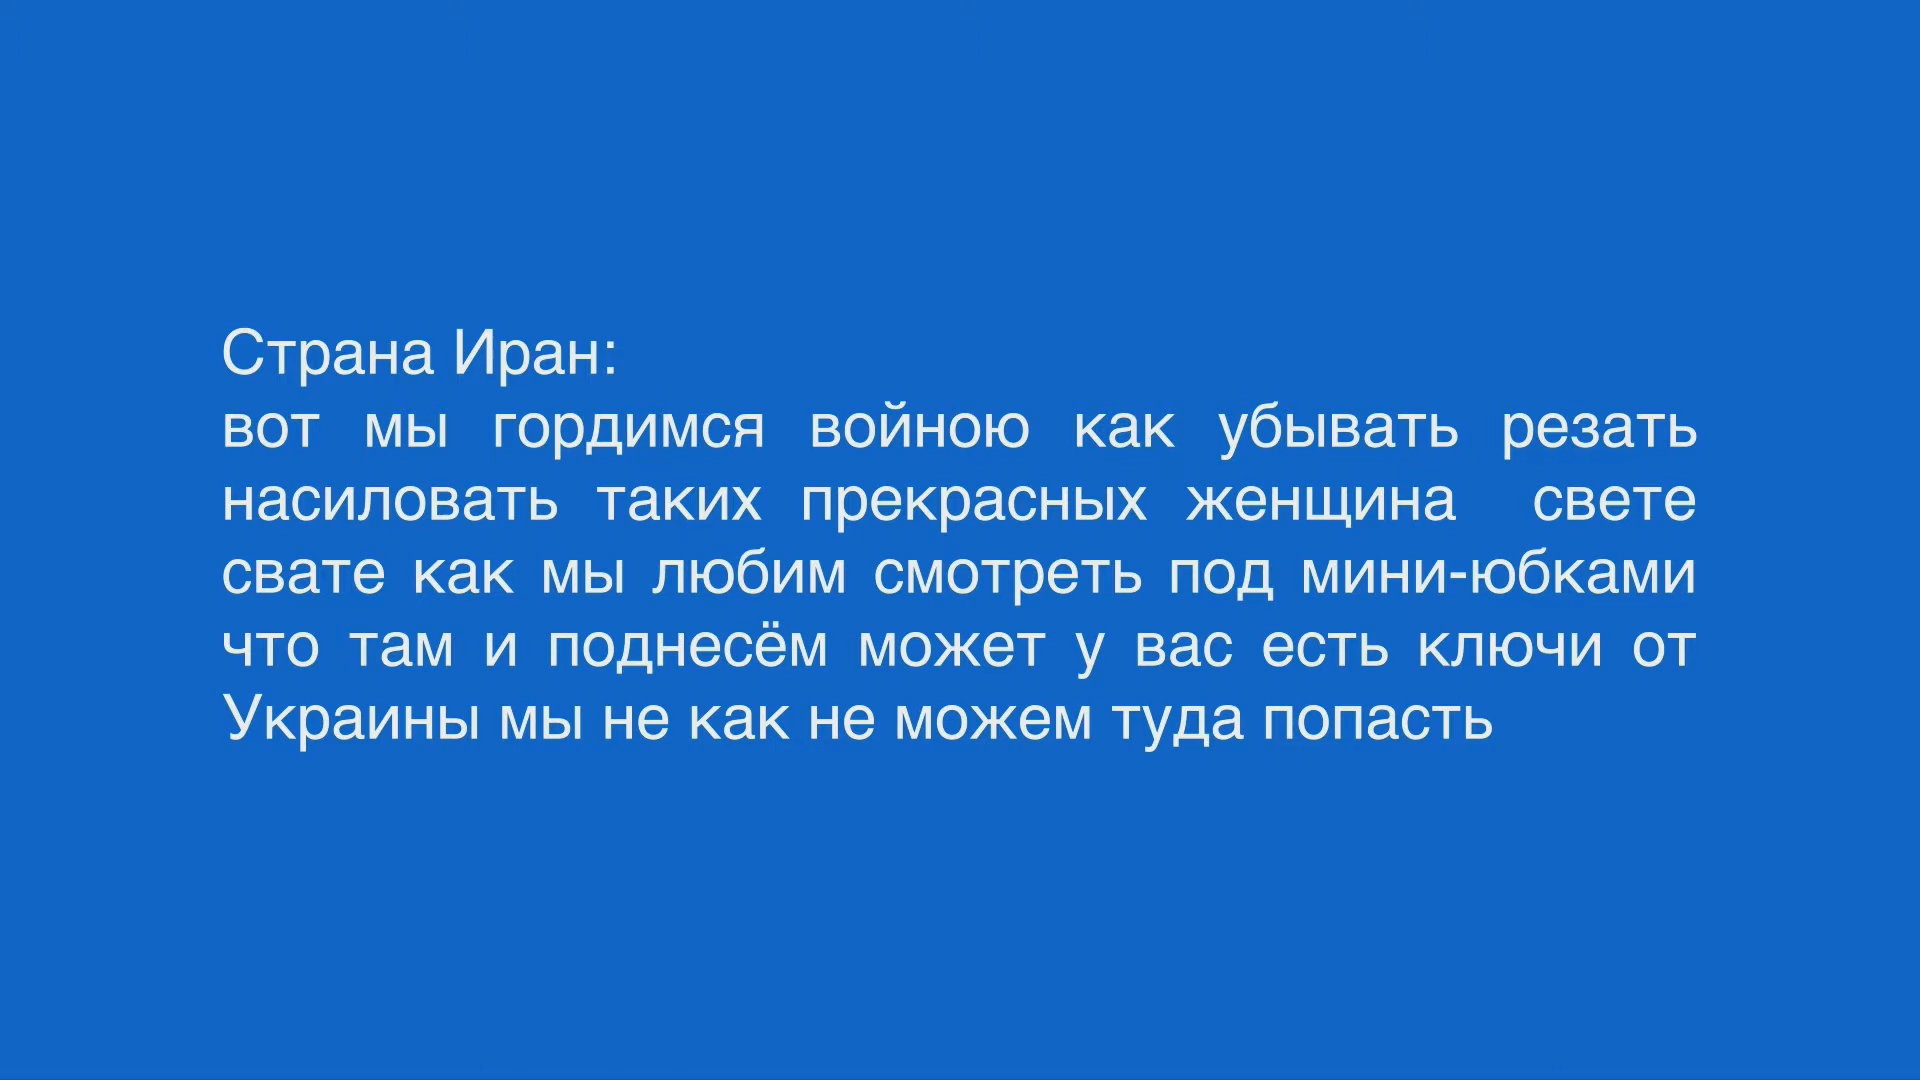 Страна Иран:
вот мы гордимся войною как убывать резать
насиловать таких прекрасных женщина свете
свате как мы любим смотреть под мини-юбками
что там и поднесём может у вас есть ключи от
Украины мы не как не можем туда попасть